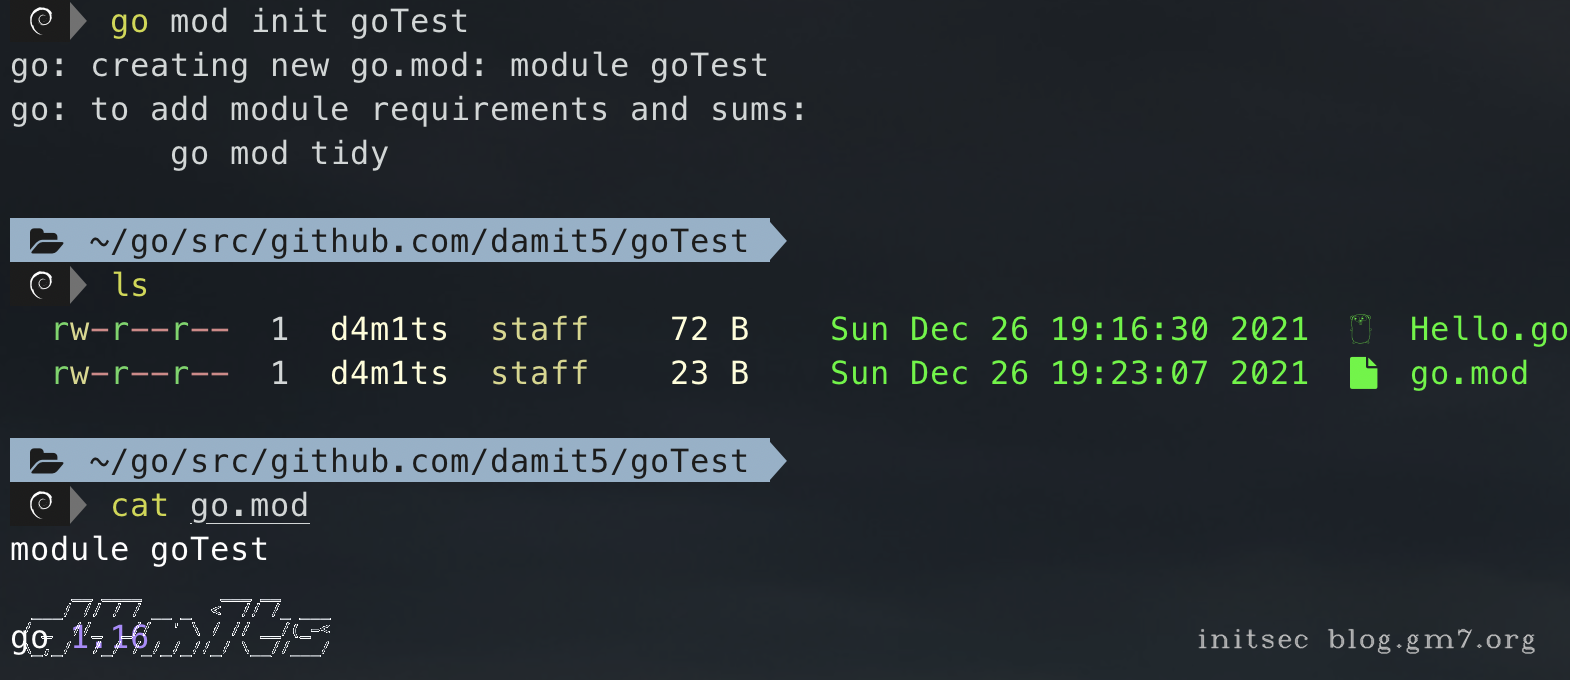 go mod init goTest
go: creating new go.mod: module goTest
go: to add module requirements and sums:
go mod tidy
~/go/src/github.com/damit5/goTest
ls
rw-r--r-- 1 d4m1ts staff 72 B Sun Dec 26 19:16:30 2021 Hello.go
rw-r--r-- 1 d4m1ts staff 23 B Sun Dec 26 19:23:07 2021 go.mod
~/go/src/github.com/damit5/goTest
cat go.mod
module goTest
go 1.16
initsec blog.gm7.org